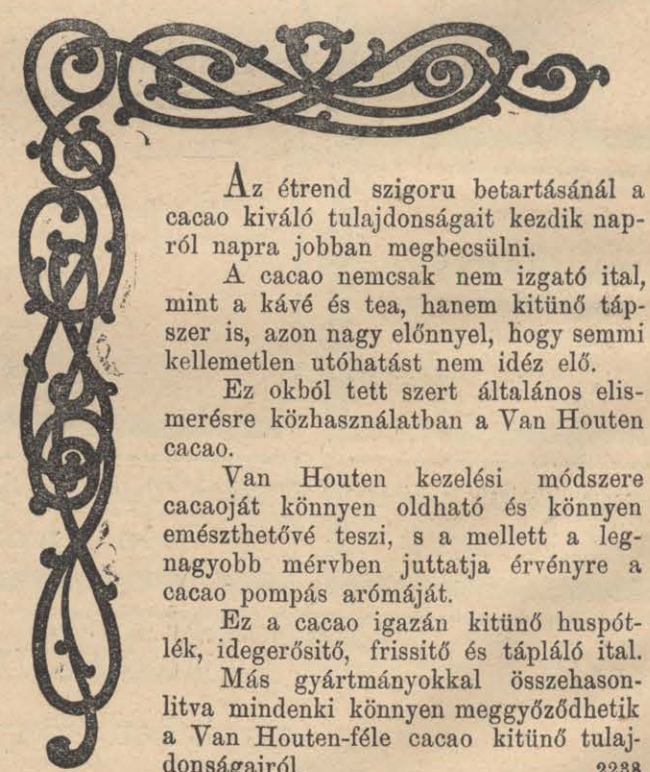 Az étrend szigoru betartásánál a
cacao kiváló tulajdonságait kezdik nap-
ról napra jobban megbecsülni.
A cacao nemcsak nem izgató ital,
mint a kávé és tea, hanem kitünő táp-
szer is, azon nagy előnnyel, hogy semmi
kellemetlen utóhatást nem idéz elő.
Ez okból tett szert általános elis-
merésre közhasználatban a Van Houten
cacao.
Van Houten kezelési módszere
cacaoját könnyen oldható és könnyen
emészthetővé teszi, s a mellett a leg-
nagyobb mérvben juttatja érvényre a
cacao pompás arómáját.
Ez a cacao igazán kitünő huspót-
lék, idegerősitő, frissitő és tápláló ital.
Más gyártmányokkal összehason-
litva mindenki könnyen meggyőződhetik
a Van Houten-féle cacao kitünő tulaj-
donságairól 2238